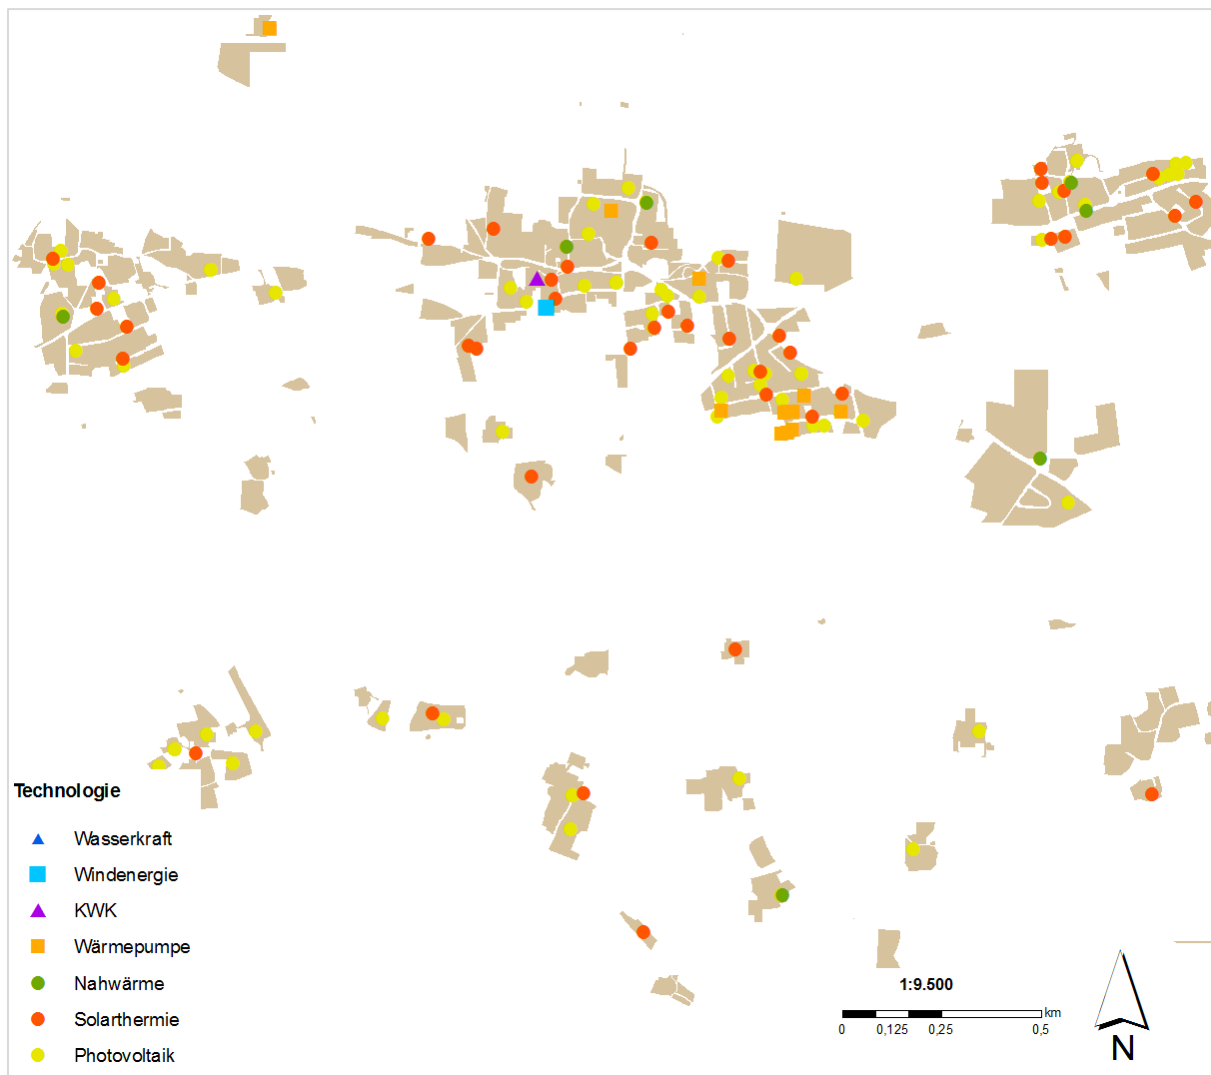 Technologie
Wasserkraft
Windenergie
KWK
Wärmepumpe
Nahwärme
Solarthermie
Photovoltaik
1:9.500
km
0 0,125 0,25 0,5
N